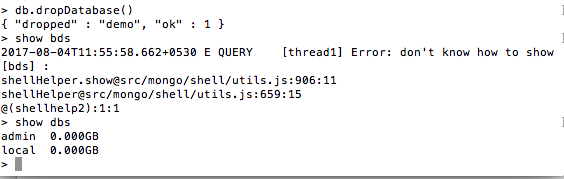 > db.dropDatabase()
{ "dropped" : "demo", "ok" : 1 }
> show bds
2017-08-04T11:55:58.662+0530 E QUERY    [thread1] Error: don't know how to show
[bds] :
shellHelper.show@src/mongo/shell/utils.js:906:11
shellHelper@src/mongo/shell/utils.js:659:15
@(shellhelp2):1:1
> show dbs
admin  0.000GB
local  0.000GB
>